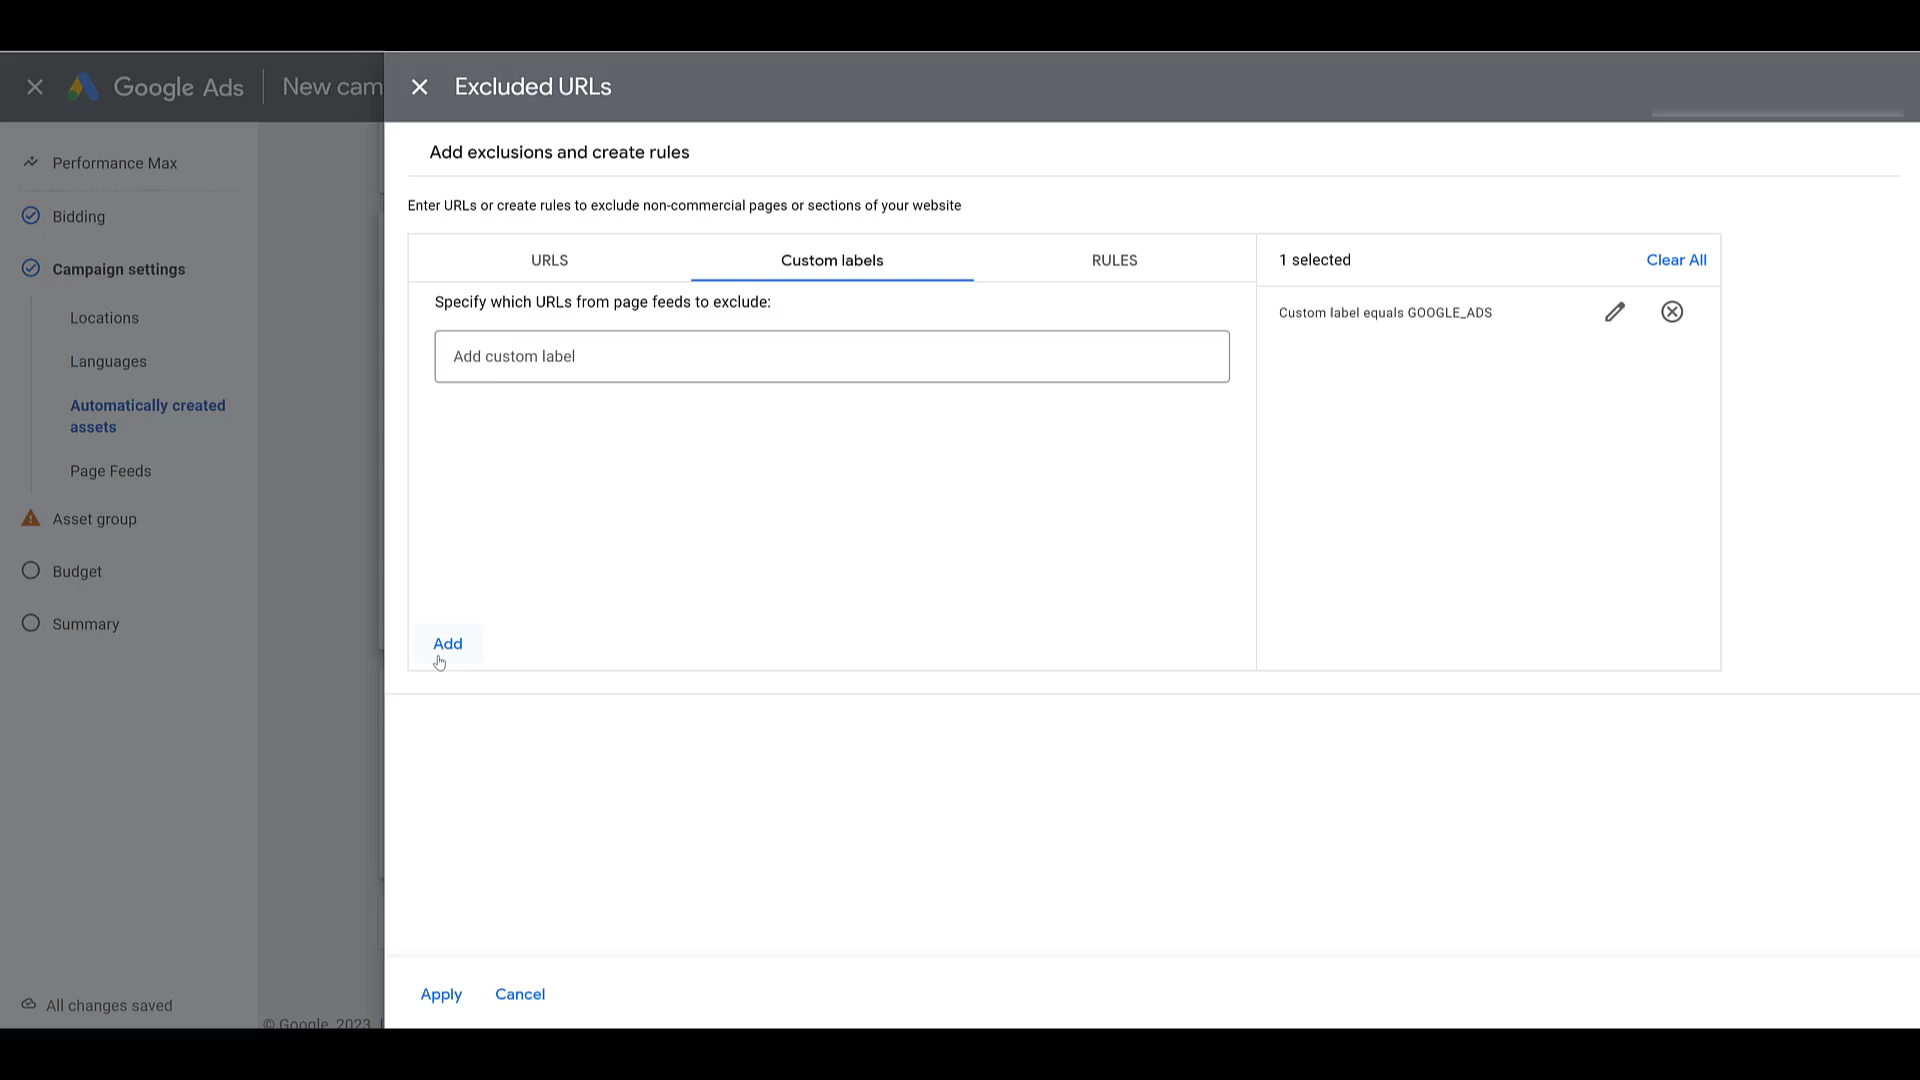 Google Ads
New cam
Excluded URLs
Performance Max
Bidding
Campaign settings
Locations
Languages
Automatically created
assets
Page Feeds
Asset group
Budget
Summary
All changes saved
© Google, 2023.
Add exclusions and create rules
Enter URLs or create rules to exclude non-commercial pages or sections of your website
URLS
Custom labels
RULES
Specify which URLs from page feeds to exclude:
Add custom label
Add
1 selected
Clear All
Custom label equals GOOGLE_ADS
Apply
Cancel